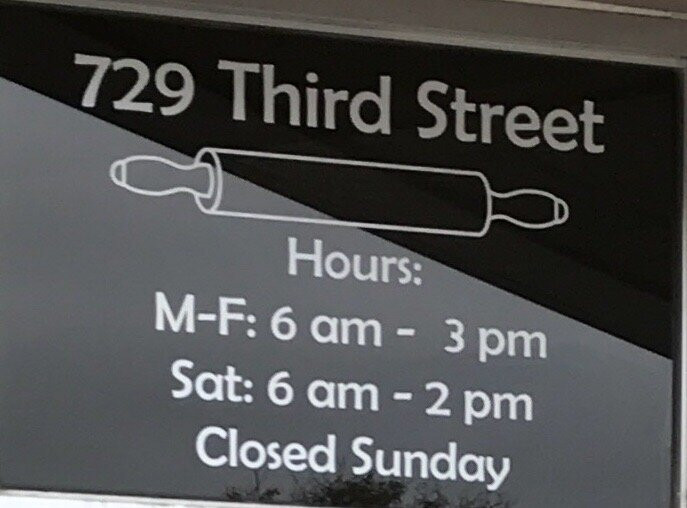 729 Third Street
Hours:
M-F: 6 am - 3 pm
Sat: 6 am - 2 pm
Closed Sunday